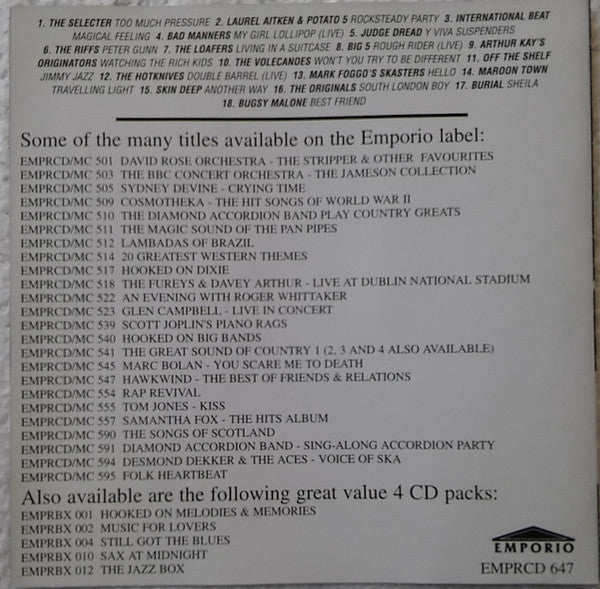 1. THE SELECTER TOO MUCH PRESSURE 2. LAUREL AITKEN & POTATO 5 ROCKSTEADY PARTY 3. INTERNATIONAL BEAT
MAGICAL FEELING 4. BAD MANNERS MY GIRL LOLLIPOP (LIVE) 5. JUDGE DREAD Y VIVA SUSPENDERS
6. THE RIFFS PETER GUNN 7. THE LOAFERS LIVING IN A SUITCASE 8. BIG 5 ROUGH RIDER (LIVE) 9. ARTHUR KAY'S
ORIGINATORS WATCHING THE RICH KIDS 10. THE VOLCANOES WON'T YOU TRY TO BE DIFFERENT 11. OFF THE SHELF
JIMMY JAZZ 12. THE HOTKNIVES DOUBLE BARREL (LIVE) 13. MARK FOGGO'S SKASTERS HELLO 14. MAROON TOWN
TRAVELLING LIGHT 15. SKIN DEEP ANOTHER WAY 16. THE ORIGINALS SOUTH LONDON BOY 17. BURIAL SHEILA
18. BUGSY MALONE BEST FRIEND
Some of the many titles available on the Emporio label:
EMPRCD/MC 501 DAVID ROSE ORCHESTRA - THE STRIPPER & OTHER FAVOURITES
EMPRCD/MC 503 THE BBC CONCERT ORCHESTRA - THE JAMESON COLLECTION
EMPRCD/MC 505 SYDNEY DEVINE - CRYING TIME
EMPRCD/MC 509 COSMOTHEKA - THE HIT SONGS OF WORLD WAR II
EMPRCD/MC 510 THE DIAMOND ACCORDION BAND PLAY COUNTRY GREATS
EMPRCD/MC 511 THE MAGIC SOUND OF THE PAN PIPES
EMPRCD/MC 512 LAMBADAS OF BRAZIL
EMPRCD/MC 514 20 GREATEST WESTERN THEMES
EMPRCD/MC 517 HOOKED ON DIXIE
EMPRCD/MC 518 THE FUREYS & DAVEY ARTHUR - LIVE AT DUBLIN NATIONAL STADIUM
EMPRCD/MC 522 AN EVENING WITH ROGER WHITTAKER
EMPRCD/MC 523 GLEN CAMPBELL - LIVE IN CONCERT
EMPRCD/MC 539 SCOTT JOPLIN'S PIANO RAGS
EMPRCD/MC 540 HOOKED ON BIG BANDS
EMPRCD/MC 541 THE GREAT SOUND OF COUNTRY 1 (2, 3 AND 4 ALSO AVAILABLE)
EMPRCD/MC 545 MARC BOLAN - YOU SCARE ME TO DEATH
EMPRCD/MC 547 HAWKWIND - THE BEST OF FRIENDS & RELATIONS
EMPRCD/MC 554 RAP REVIVAL
EMPRCD/MC 555 TOM JONES - KISS
EMPRCD/MC 557 SAMANTHA FOX - THE HITS ALBUM
EMPRCD/MC 590 THE SONGS OF SCOTLAND
EMPRCD/MC 591 DIAMOND ACCORDION BAND - SING-ALONG ACCORDION PARTY
EMPRCD/MC 594 DESMOND DEKKER & THE ACES - VOICE OF SKA
EMPRCD/MC 595 FOLK HEARTBEAT
Also available are the following great value 4 CD packs:
EMPRBX 001 HOOKED ON MELODIES & MEMORIES
EMPRBX 002 MUSIC FOR LOVERS
EMPRBX 004 STILL GOT THE BLUES
EMPRBX 010 SAX AT MIDNIGHT
EMPRBX 012 THE JAZZ BOX
EMPORIO
EMPRCD 647